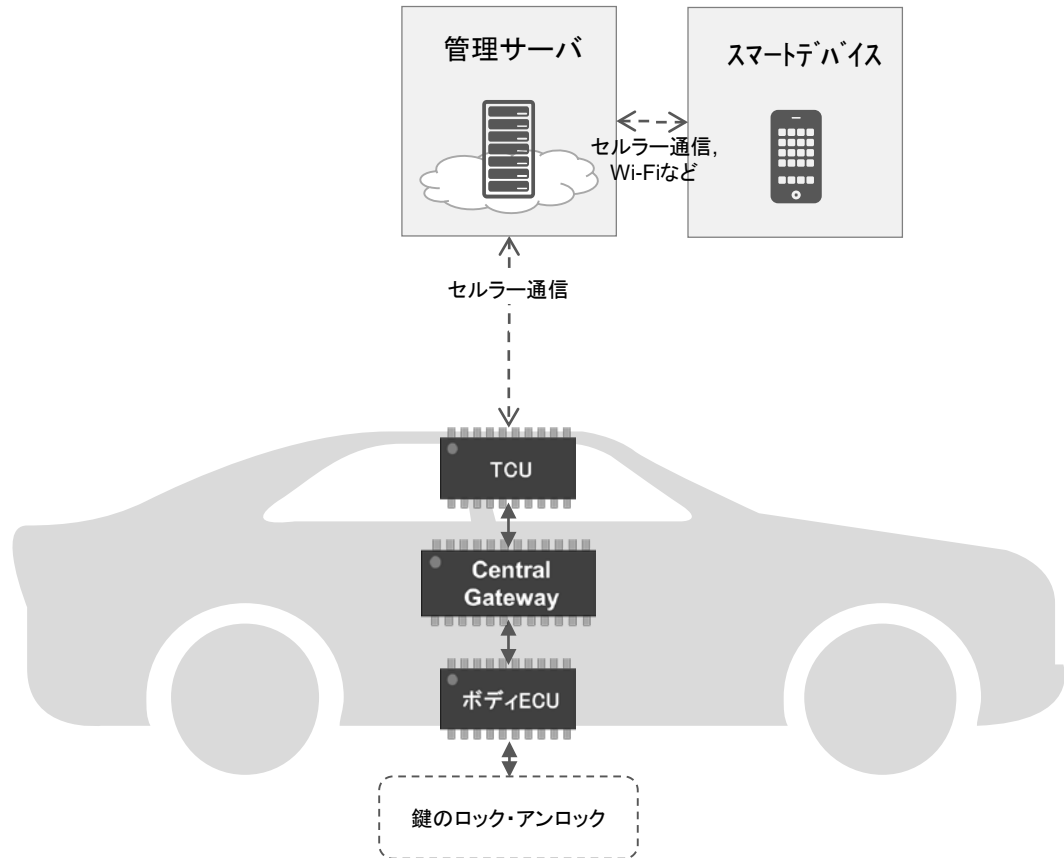 管理サーバ
スマートデバイス
セルラー通信,
Wi-Fiなど
セルラー通信
TCU
Central
Gateway
ボディECU
鍵のロック・アンロック